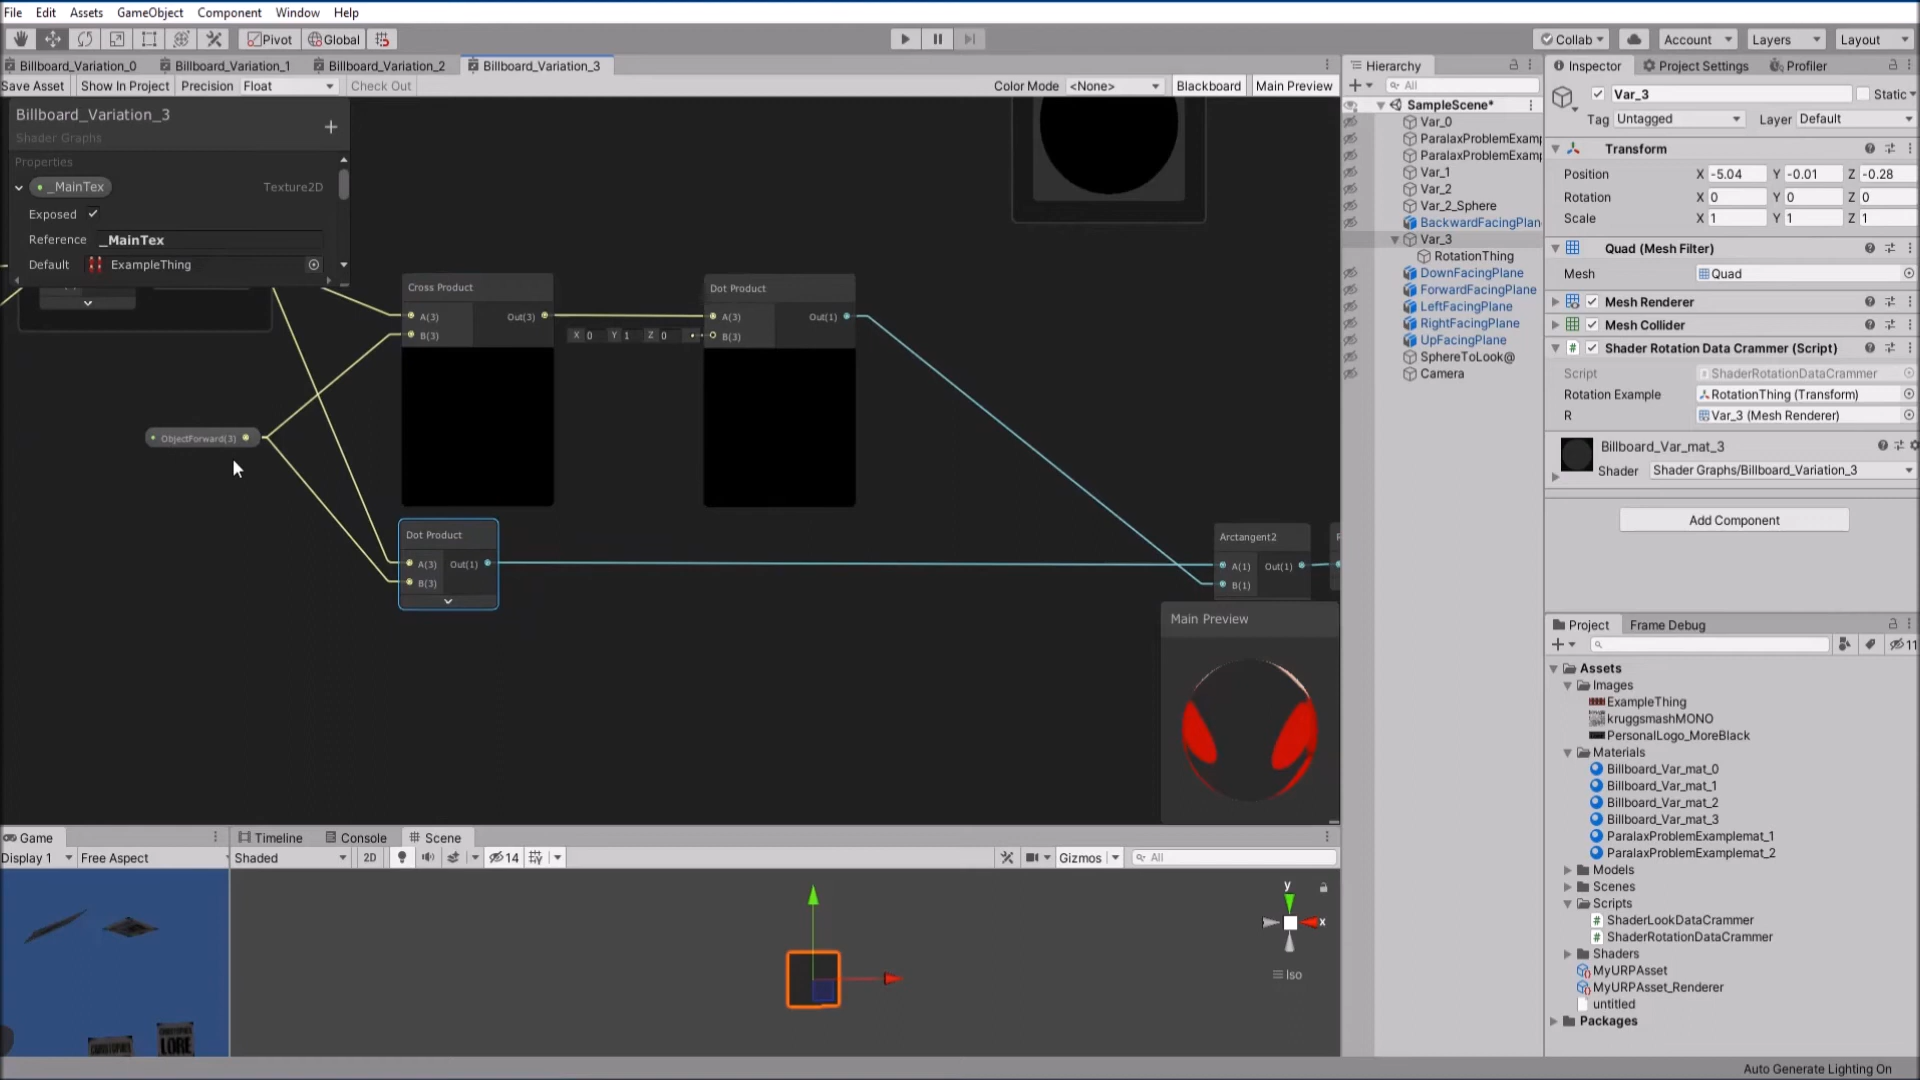 File Edit Assets GameObject Component Window Help
Pivot Global Collab Account Layers Layout
Billboard_Variation_0 Billboard_Variation_1 Billboard_Variation_2 Billboard_Variation_3
Save Asset Show In Project Precision Float Check Out Color Mode <None> Blackboard Main Preview
Billboard_Variation_3
Shader Graphs
Properties
_MainTex Texture2D
Exposed
Reference _MainTex
Default ExampleThing
Cross Product
A(3) Out(3)
B(3)
X 0 Y 1 Z 0
Dot Product
A(3) Out(1)
B(3)
ObjectForward(3)
Dot Product
A(3) Out(1)
B(3)
Arctangent2
A(1) Out(1)
B(1)
Main Preview
Game
Display 1 Free Aspect
Timeline Console Scene
Shaded 2D 14 Gizmos All
y
x
Iso
LORE
Hierarchy
All
SampleScene*
Var_0
ParalaxProblemExamp
ParalaxProblemExamp
Var_1
Var_2
Var_2_Sphere
BackwardFacingPlan
Var_3
RotationThing
DownFacingPlane
ForwardFacingPlane
LeftFacingPlane
RightFacingPlane
UpFacingPlane
SphereToLook@
Camera
Inspector Project Settings Profiler
Var_3 Static
Tag Untagged Layer Default
Transform
Position X -5.04 Y -0.01 Z -0.28
Rotation X 0 Y 0 Z 0
Scale X 1 Y 1 Z 1
Quad (Mesh Filter)
Mesh Quad
Mesh Renderer
Mesh Collider
Shader Rotation Data Crammer (Script)
Script ShaderRotationDataCrammer
Rotation Example RotationThing (Transform)
R Var_3 (Mesh Renderer)
Billboard_Var_mat_3
Shader Shader Graphs/Billboard_Variation_3
Add Component
Project Frame Debug
11
Assets
Images
ExampleThing
kruggsmashMONO
PersonalLogo_MoreBlack
Materials
Billboard_Var_mat_0
Billboard_Var_mat_1
Billboard_Var_mat_2
Billboard_Var_mat_3
ParalaxProblemExamplemat_1
ParalaxProblemExamplemat_2
Models
Scenes
Scripts
ShaderLookDataCrammer
ShaderRotationDataCrammer
Shaders
MyURPAsset
MyURPAsset_Renderer
untitled
Packages
Auto Generate Lighting On